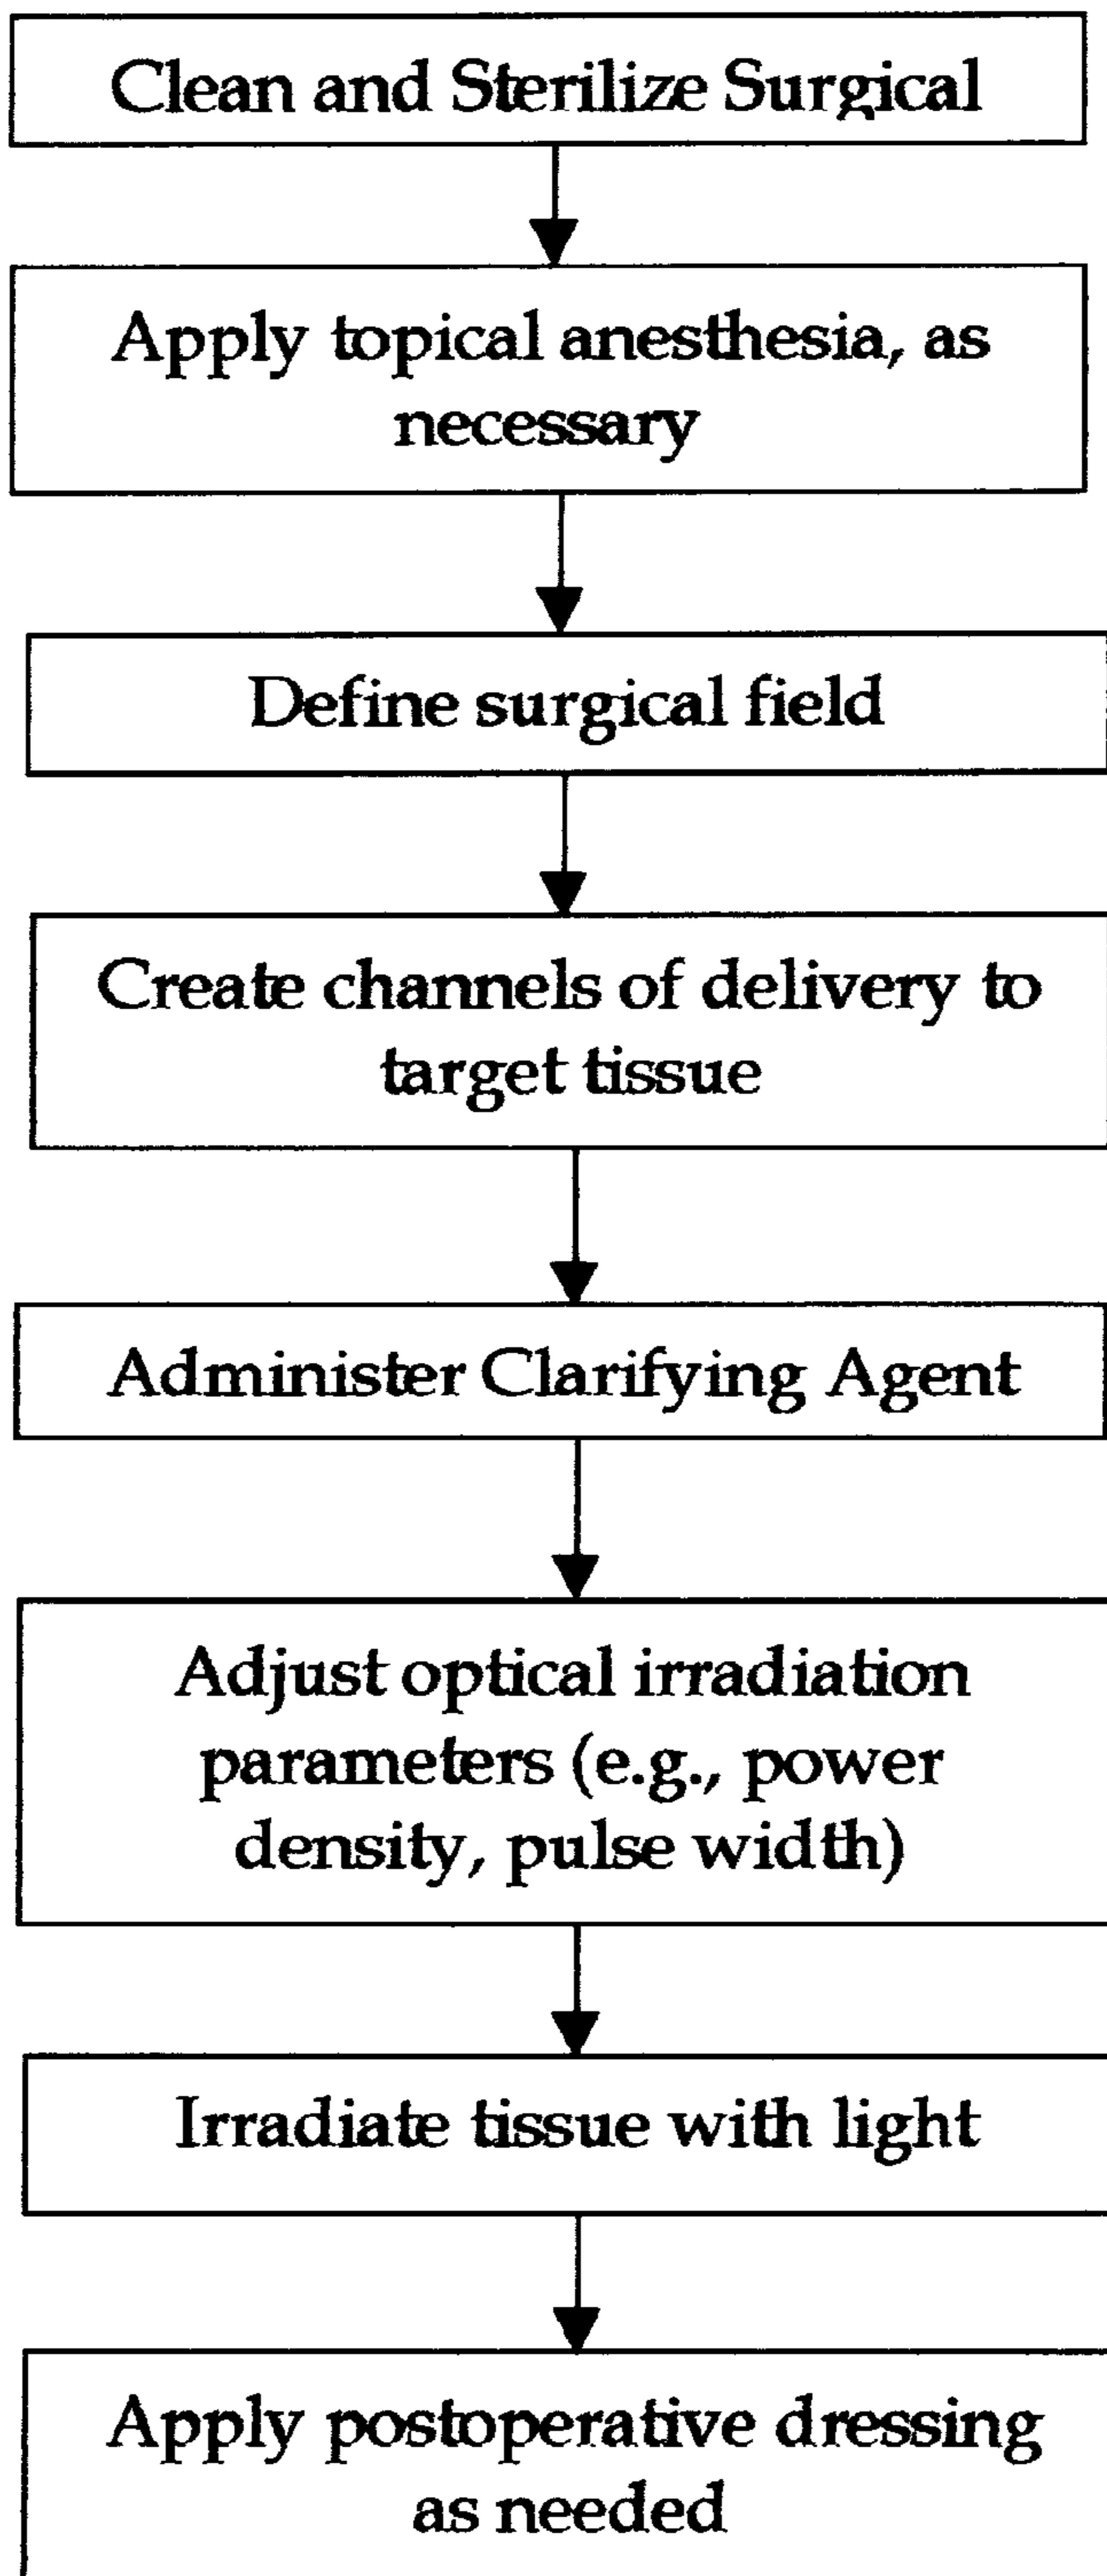 Clean and Sterilize Surgical
Apply topical anesthesia, as
necessary
Define surgical field
Create channels of delivery to
target tissue
Administer Clarifying Agent
Adjust optical irradiation
parameters (e.g., power
density, pulse width)
Irradiate tissue with light
Apply postoperative dressing
as needed